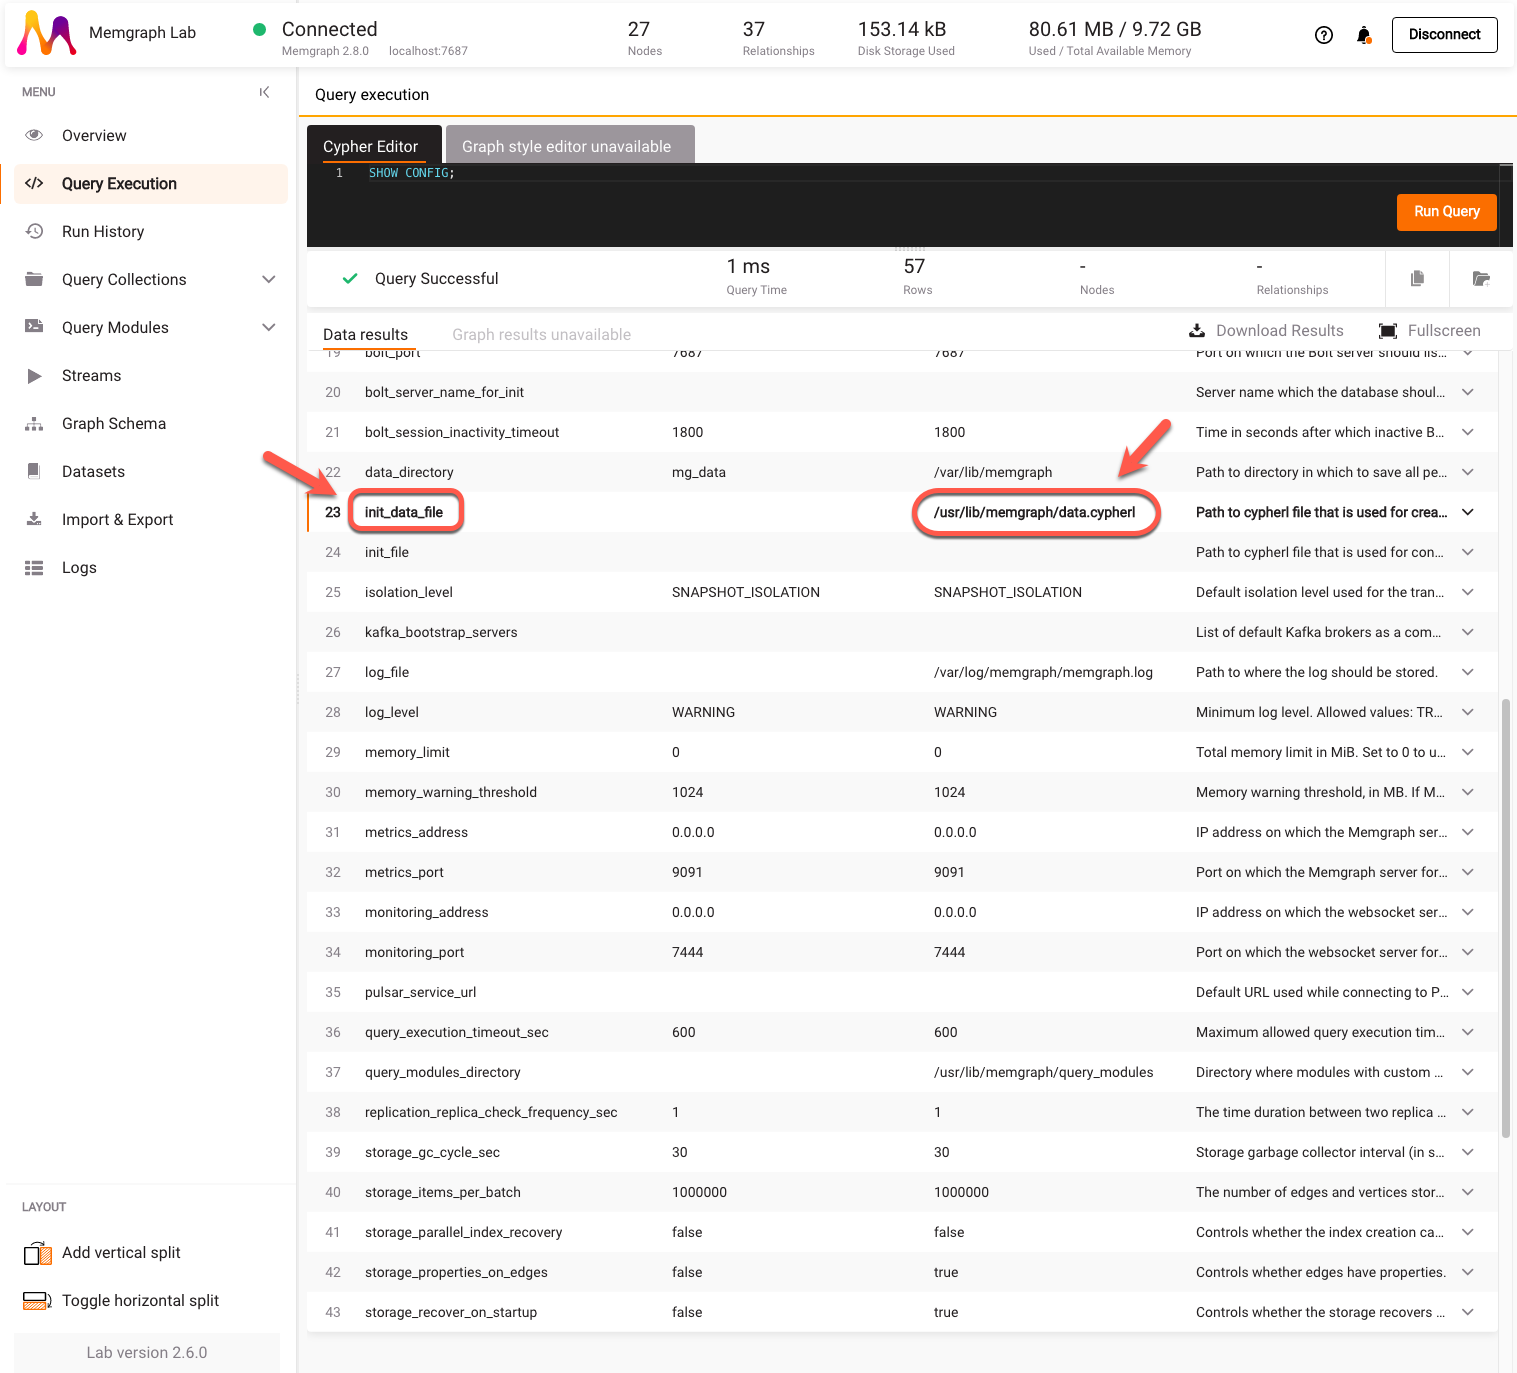 Memgraph Lab
Connected
Memgraph 2.8.0 localhost:7687
27
Nodes
37
Relationships
153.14 kB
Disk Storage Used
80.61 MB / 9.72 GB
Used / Total Available Memory
Disconnect
MENU
Overview
Query Execution
Run History
Query Collections
Query Modules
Streams
Graph Schema
Datasets
Import & Export
Logs
LAYOUT
Add vertical split
Toggle horizontal split
Lab version 2.6.0
Query execution
Cypher Editor Graph style editor unavailable
1 SHOW CONFIG;
Run Query
Query Successful
1 ms
Query Time
57
Rows
-
Nodes
-
Relationships
Data results Graph results unavailable Download Results Fullscreen
19 bolt_port 7687 7687 Port on which the Bolt server should lis...
20 bolt_server_name_for_init Server name which the database shoul...
21 bolt_session_inactivity_timeout 1800 1800 Time in seconds after which inactive B...
22 data_directory mg_data /var/lib/memgraph Path to directory in which to save all pe...
23 init_data_file /usr/lib/memgraph/data.cypherl Path to cypherl file that is used for crea...
24 init_file Path to cypherl file that is used for con...
25 isolation_level SNAPSHOT_ISOLATION SNAPSHOT_ISOLATION Default isolation level used for the tran...
26 kafka_bootstrap_servers List of default Kafka brokers as a com...
27 log_file /var/log/memgraph/memgraph.log Path to where the log should be stored.
28 log_level WARNING WARNING Minimum log level. Allowed values: TR...
29 memory_limit 0 0 Total memory limit in MiB. Set to 0 to u...
30 memory_warning_threshold 1024 1024 Memory warning threshold, in MB. If M...
31 metrics_address 0.0.0.0 0.0.0.0 IP address on which the Memgraph ser...
32 metrics_port 9091 9091 Port on which the Memgraph server for...
33 monitoring_address 0.0.0.0 0.0.0.0 IP address on which the websocket ser...
34 monitoring_port 7444 7444 Port on which the websocket server for...
35 pulsar_service_url Default URL used while connecting to P...
36 query_execution_timeout_sec 600 600 Maximum allowed query execution tim...
37 query_modules_directory /usr/lib/memgraph/query_modules Directory where modules with custom ...
38 replication_replica_check_frequency_sec 1 1 The time duration between two replica ...
39 storage_gc_cycle_sec 30 30 Storage garbage collector interval (in s...
40 storage_items_per_batch 1000000 1000000 The number of edges and vertices stor...
41 storage_parallel_index_recovery false false Controls whether the index creation ca...
42 storage_properties_on_edges false true Controls whether edges have properties.
43 storage_recover_on_startup false true Controls whether the storage recovers ...